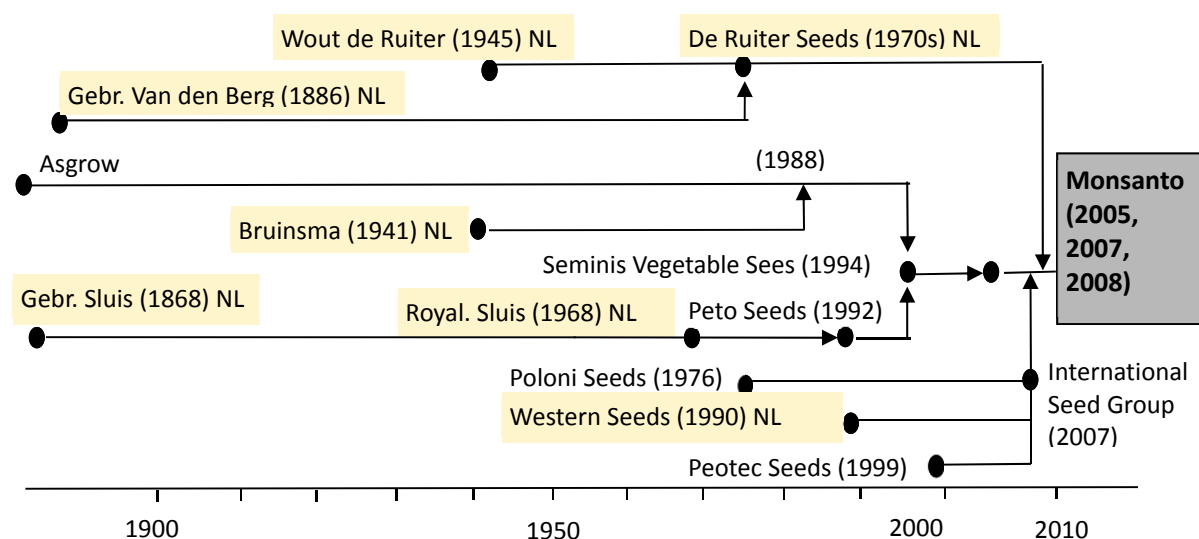 Wout de Ruiter (1945) NL
De Ruiter Seeds (1970s) NL
Gebr. Van den Berg (1886) NL
Asgrow
(1988)
Monsanto
(2005,
2007,
2008)
Bruinsma (1941) NL
Seminis Vegetable Sees (1994)
Gebr. Sluis (1868) NL
Royal. Sluis (1968) NL
Peto Seeds (1992)
Poloni Seeds (1976)
International
Seed Group
(2007)
Western Seeds (1990) NL
Peotec Seeds (1999)
1900
1950
2000
2010